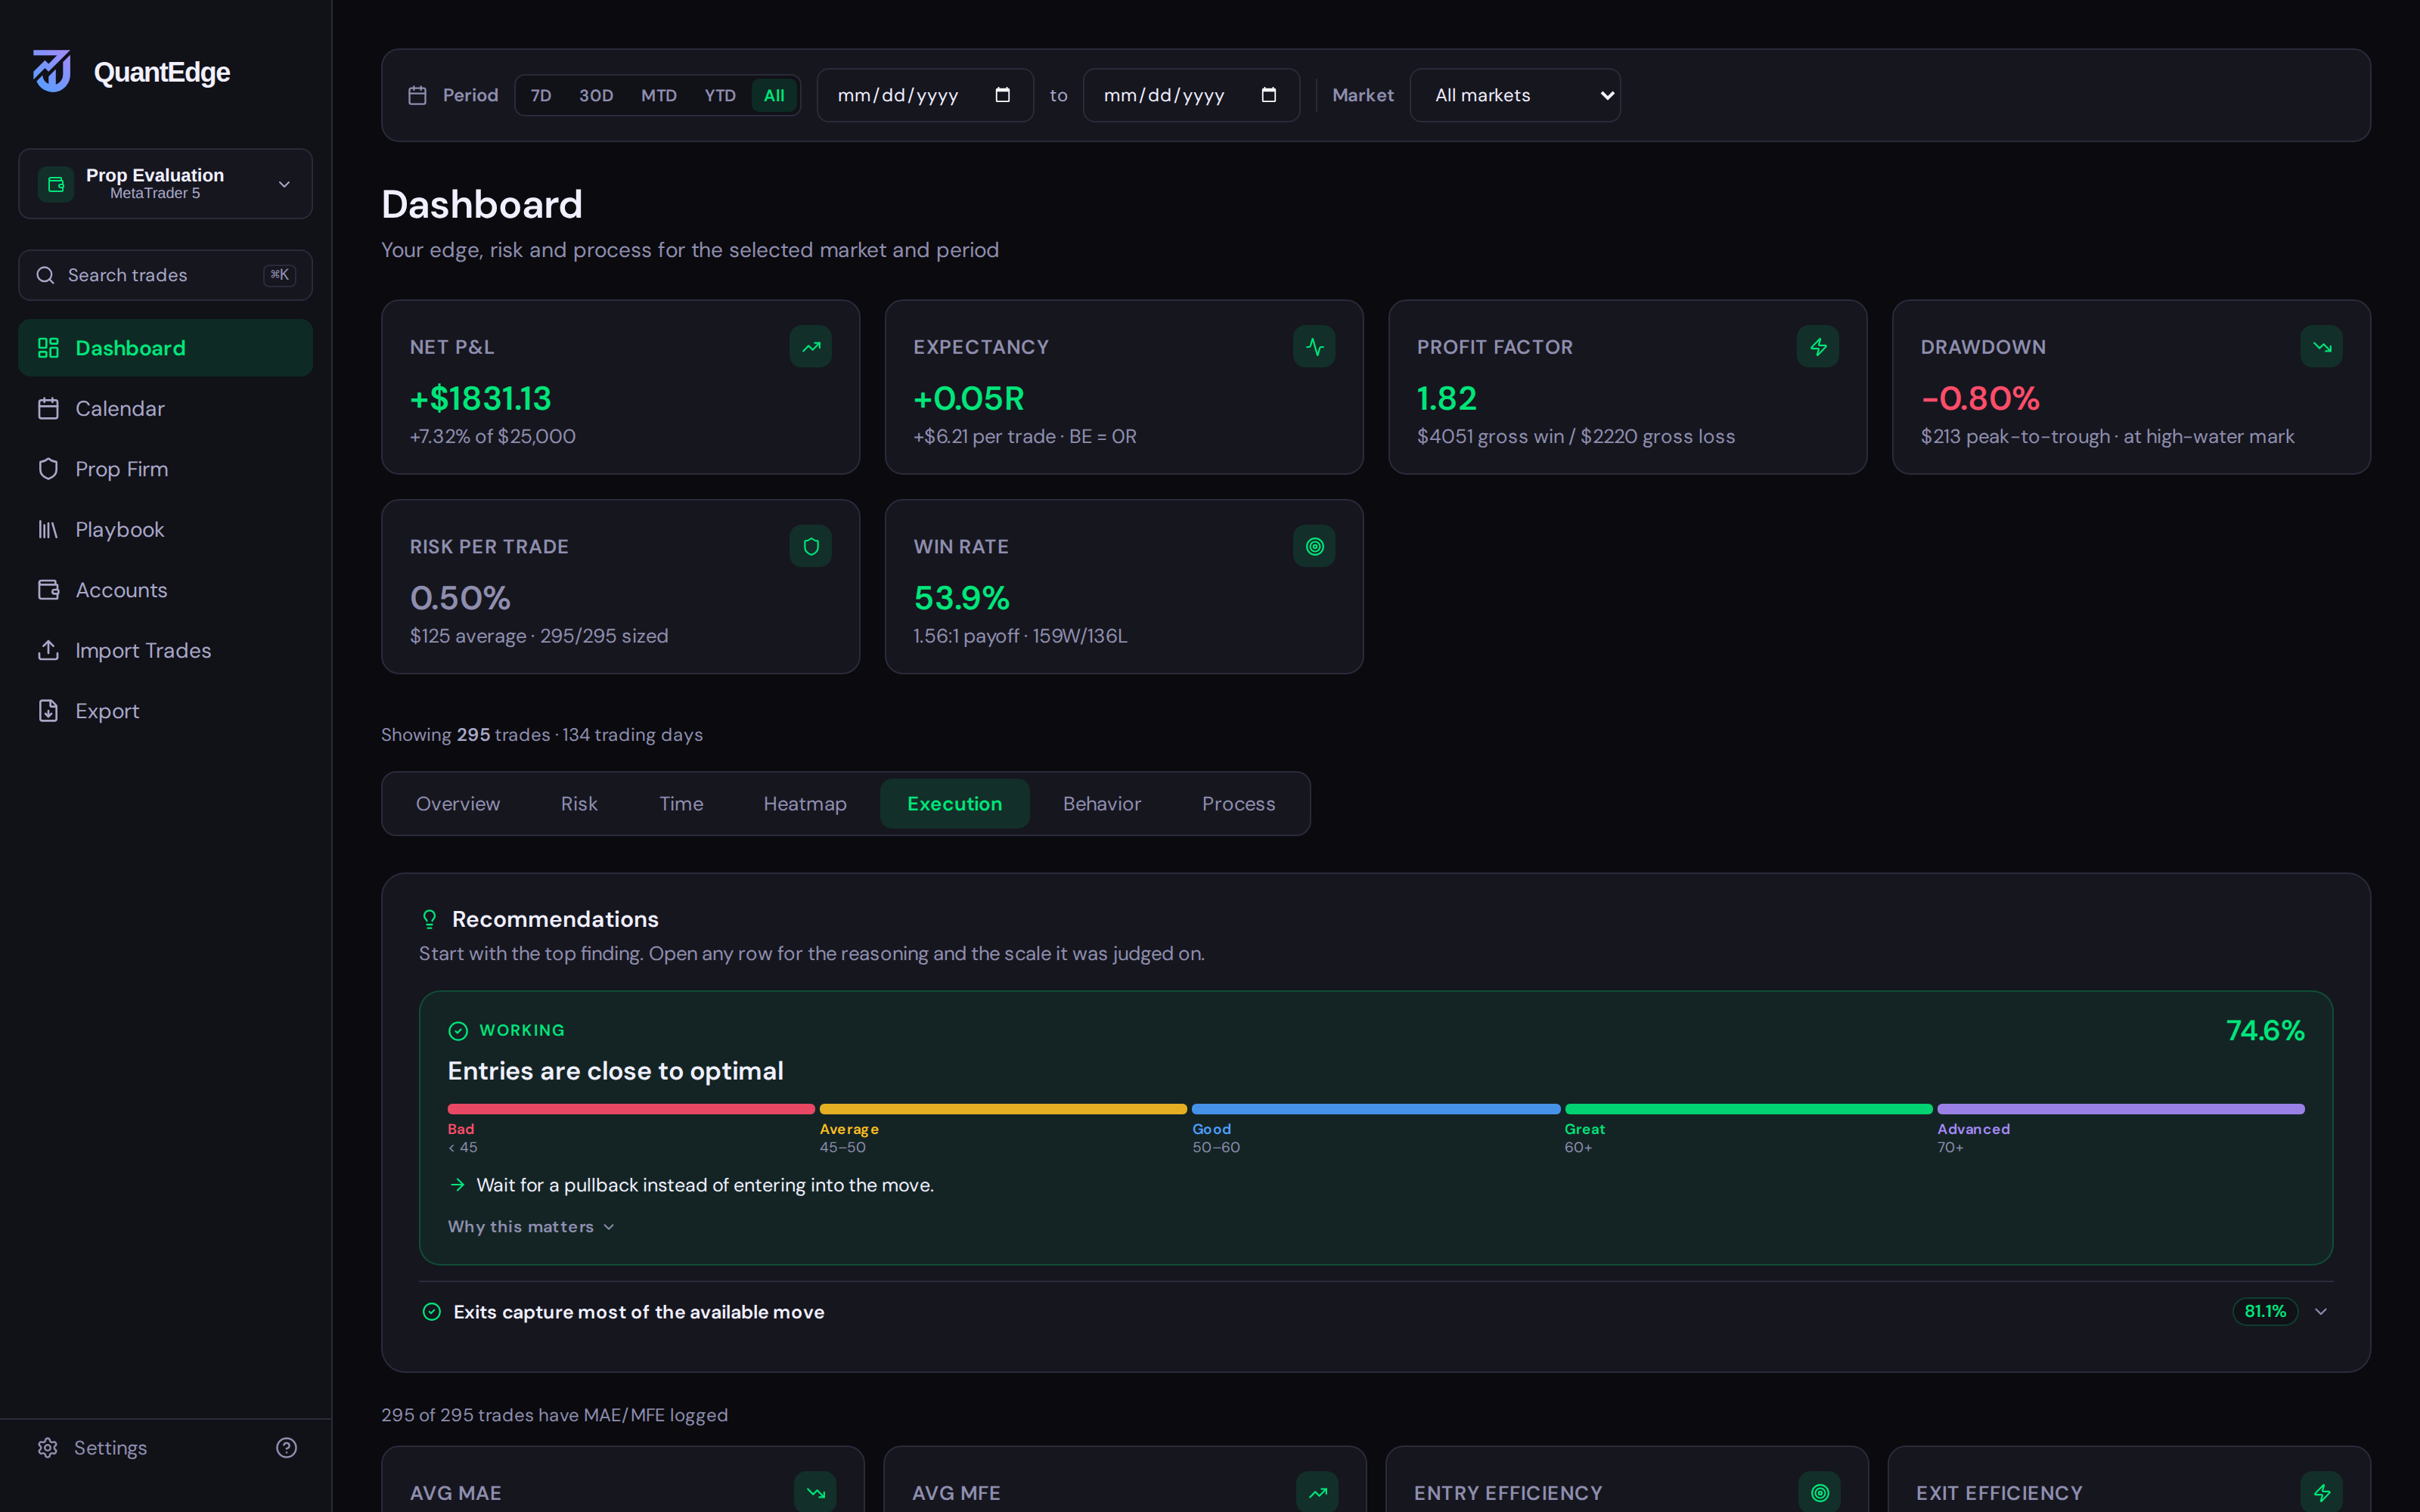 QuantEdge
Prop Evaluation
MetaTrader 5
Search trades ⌘K
Dashboard
Calendar
Prop Firm
Playbook
Accounts
Import Trades
Export
Settings
Period 7D 30D MTD YTD All mm/dd/yyyy to mm/dd/yyyy Market All markets
Dashboard
Your edge, risk and process for the selected market and period
NET P&L
+$1831.13
+7.32% of $25,000
EXPECTANCY
+0.05R
+$6.21 per trade · BE = 0R
PROFIT FACTOR
1.82
$4051 gross win / $2220 gross loss
DRAWDOWN
-0.80%
$213 peak-to-trough · at high-water mark
RISK PER TRADE
0.50%
$125 average · 295/295 sized
WIN RATE
53.9%
1.56:1 payoff · 159W/136L
Showing 295 trades · 134 trading days
Overview Risk Time Heatmap Execution Behavior Process
Recommendations
Start with the top finding. Open any row for the reasoning and the scale it was judged on.
WORKING 74.6%
Entries are close to optimal
Bad Average Good Great Advanced
< 45 45–50 50–60 60+ 70+
Wait for a pullback instead of entering into the move.
Why this matters
Exits capture most of the available move 81.1%
295 of 295 trades have MAE/MFE logged
AVG MAE AVG MFE ENTRY EFFICIENCY EXIT EFFICIENCY